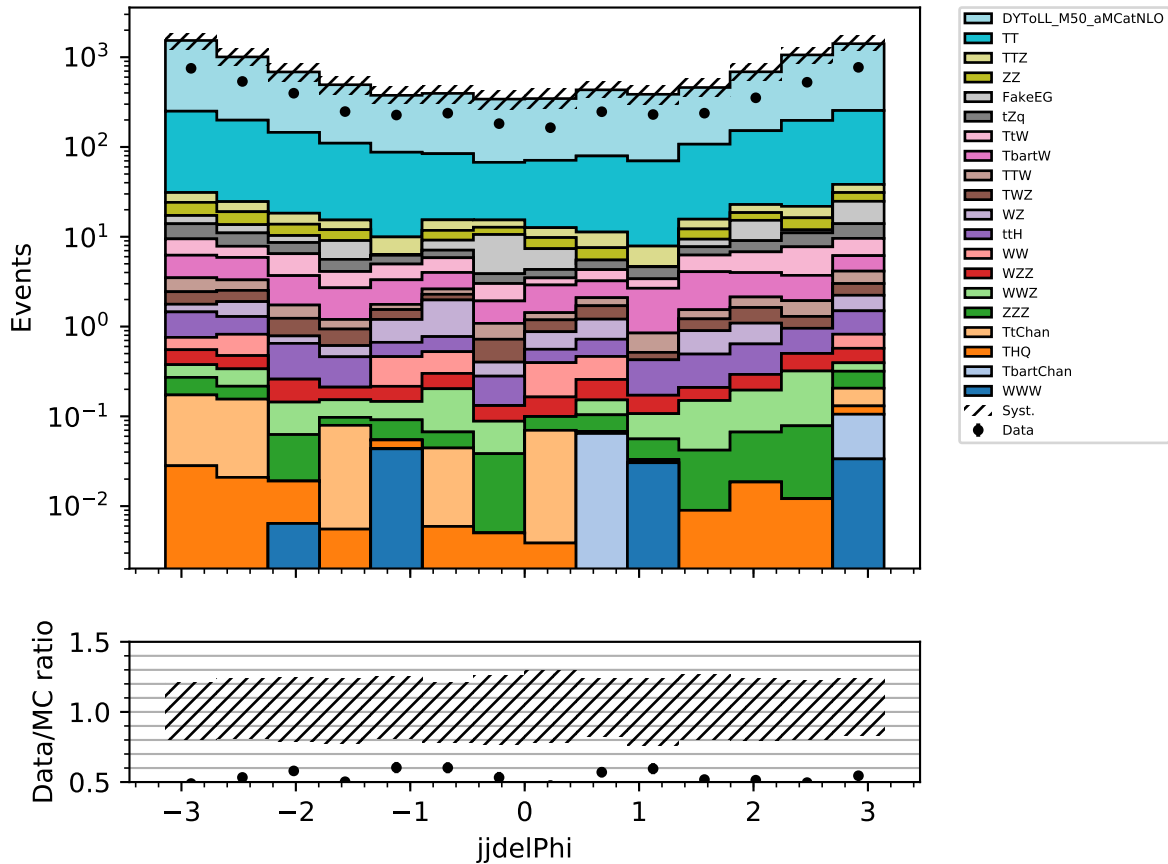 10³
10²
10¹
10⁰
10⁻¹
10⁻²
Events
DYToLL_M50_aMCatNLO
TT
TTZ
ZZ
FakeEG
tZq
TtW
TbartW
TTW
TWZ
WZ
ttH
WW
WZZ
WWZ
ZZZ
TtChan
THQ
TbartChan
WWW
Syst.
Data
1.5
1.0
0.5
Data/MC ratio
−3 −2 −1 0 1 2 3
jjdelPhi